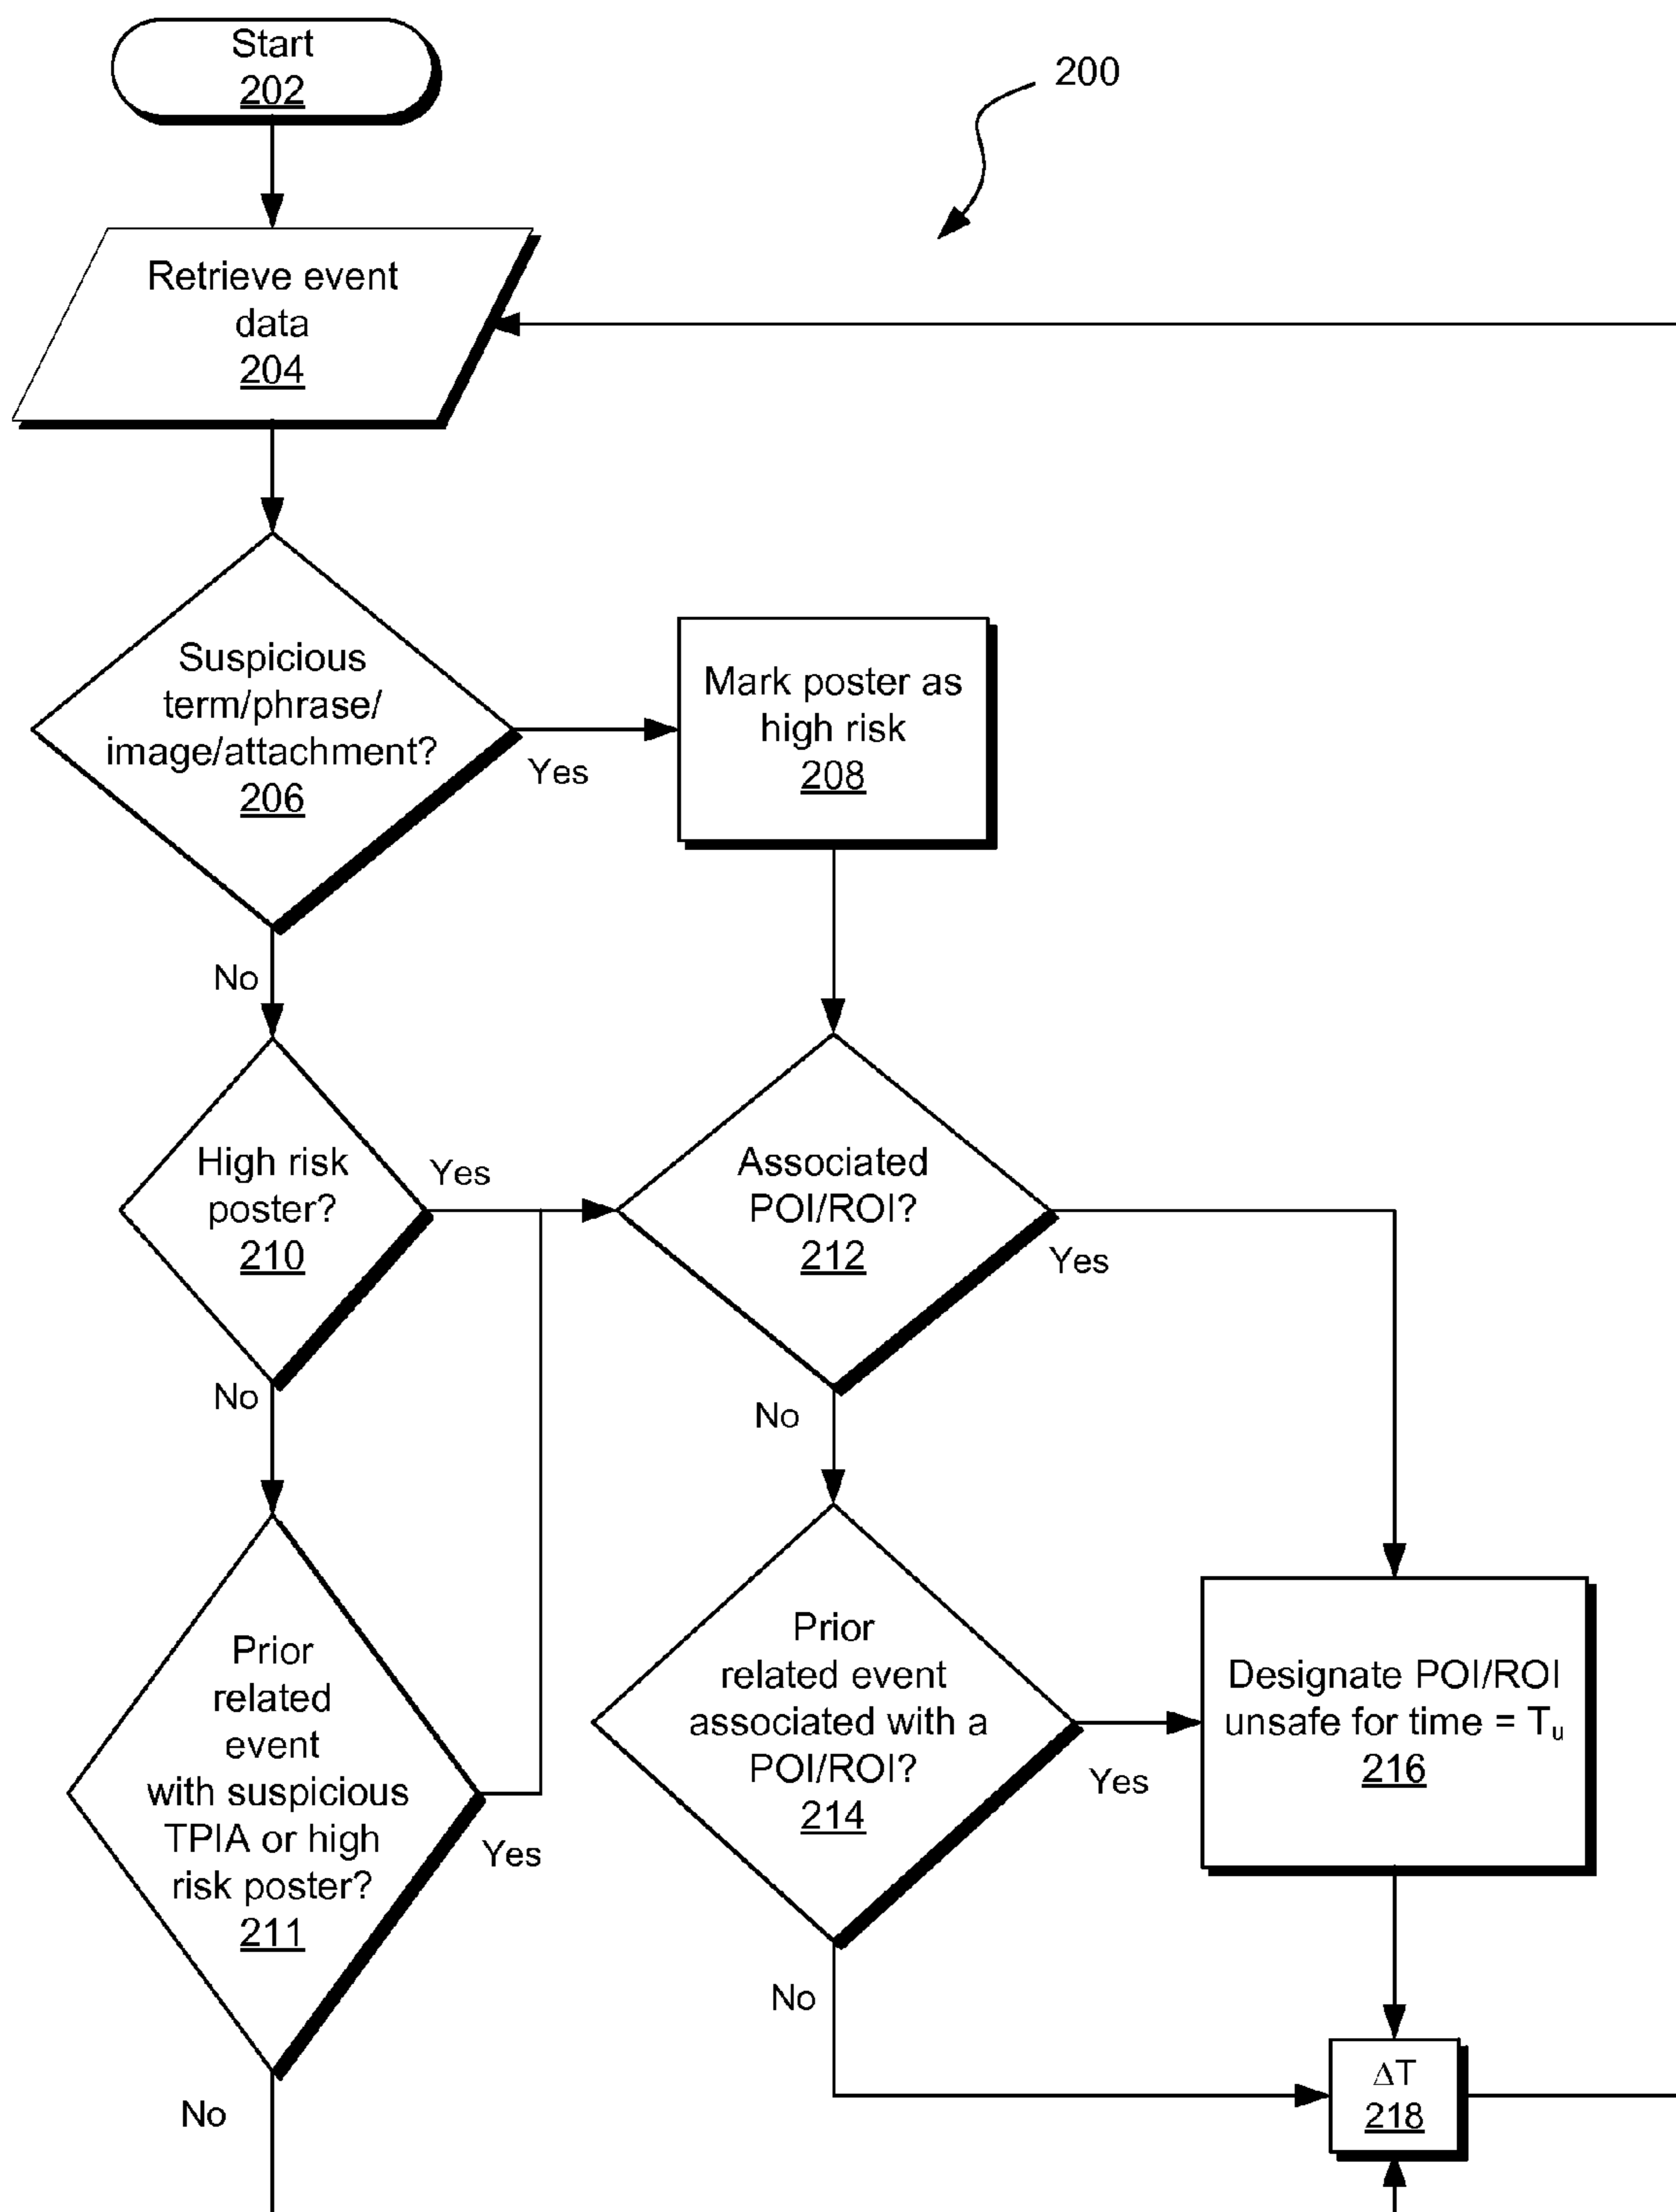 Start
202
200
Retrieve event
data
204
Suspicious
term/phrase/
image/attachment?
206
Yes
Mark poster as
high risk
208
No
High risk
poster?
210
Yes
Associated
POI/ROI?
212
Yes
No
No
Prior
related
event
with suspicious
TPIA or high
risk poster?
211
Yes
Prior
related event
associated with a
POI/ROI?
214
Yes
Designate POI/ROI
unsafe for time = Tu
216
No
No
ΔT
218